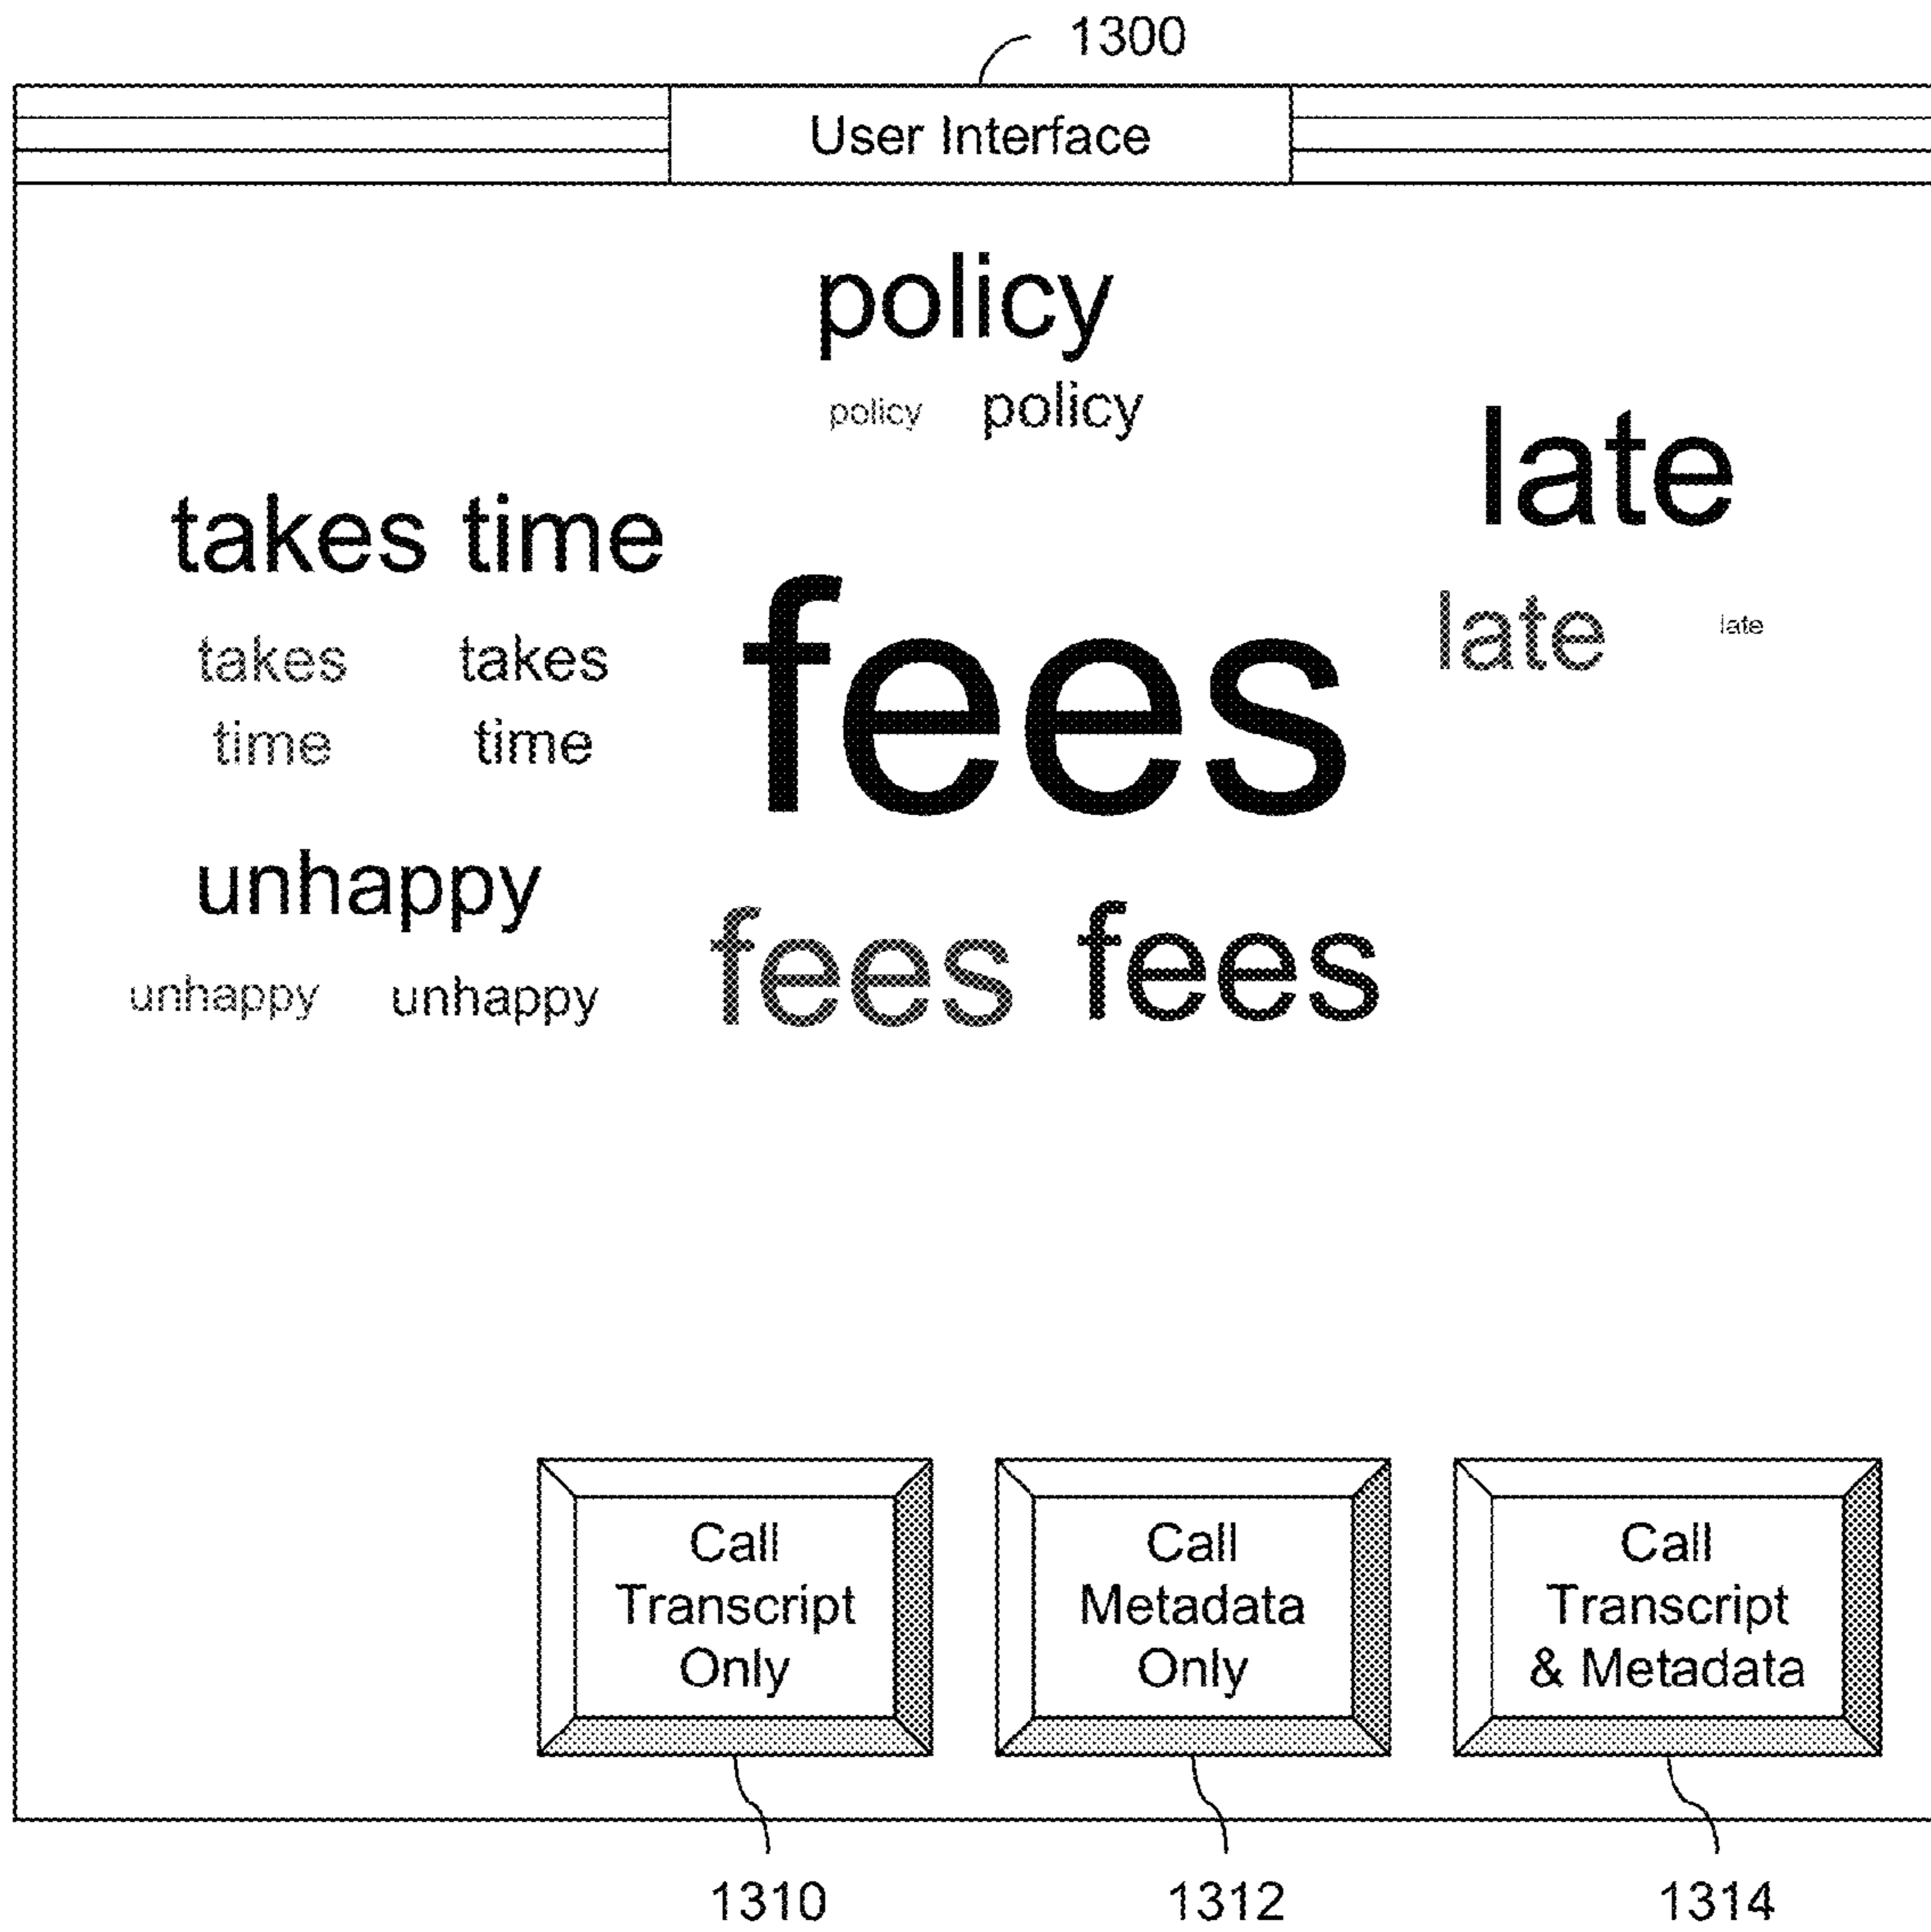 1300
User Interface
policy
policy policy
late
takes time
late late
takes takes
time time
fees
unhappy
fees fees
unhappy unhappy
Call
Transcript
Only
Call
Metadata
Only
Call
Transcript
& Metadata
1310 1312 1314